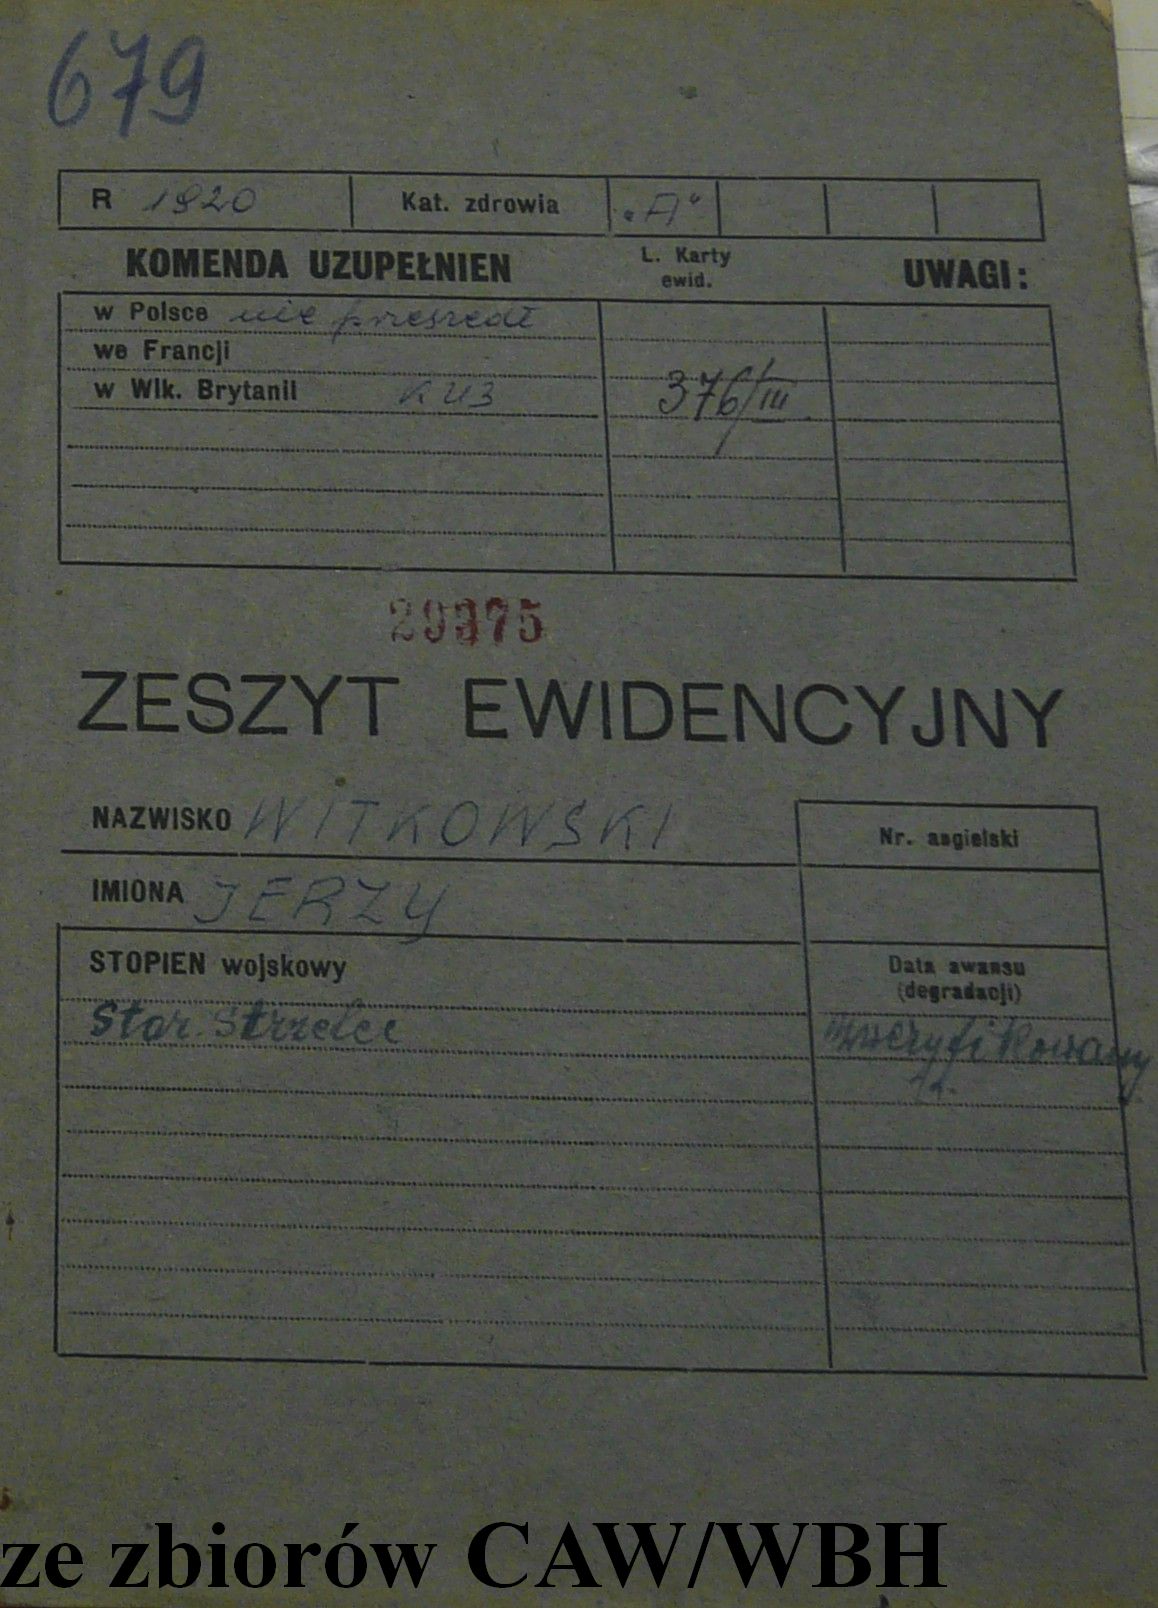 679
R 1920 Kat. zdrowia „A"
KOMENDA UZUPEŁNIEN L. Karty ewid. UWAGI:
w Polsce nie przeszedł
we Francji
w Wlk. Brytanii KU3 376/III
29375
ZESZYT EWIDENCYJNY
NAZWISKO WITKOWSKI Nr. angielski
IMIONA JERZY
STOPIEN wojskowy Data awansu (degradacji)
Star. Strzelec zweryfikowany
ze zbiorów CAW/WBH